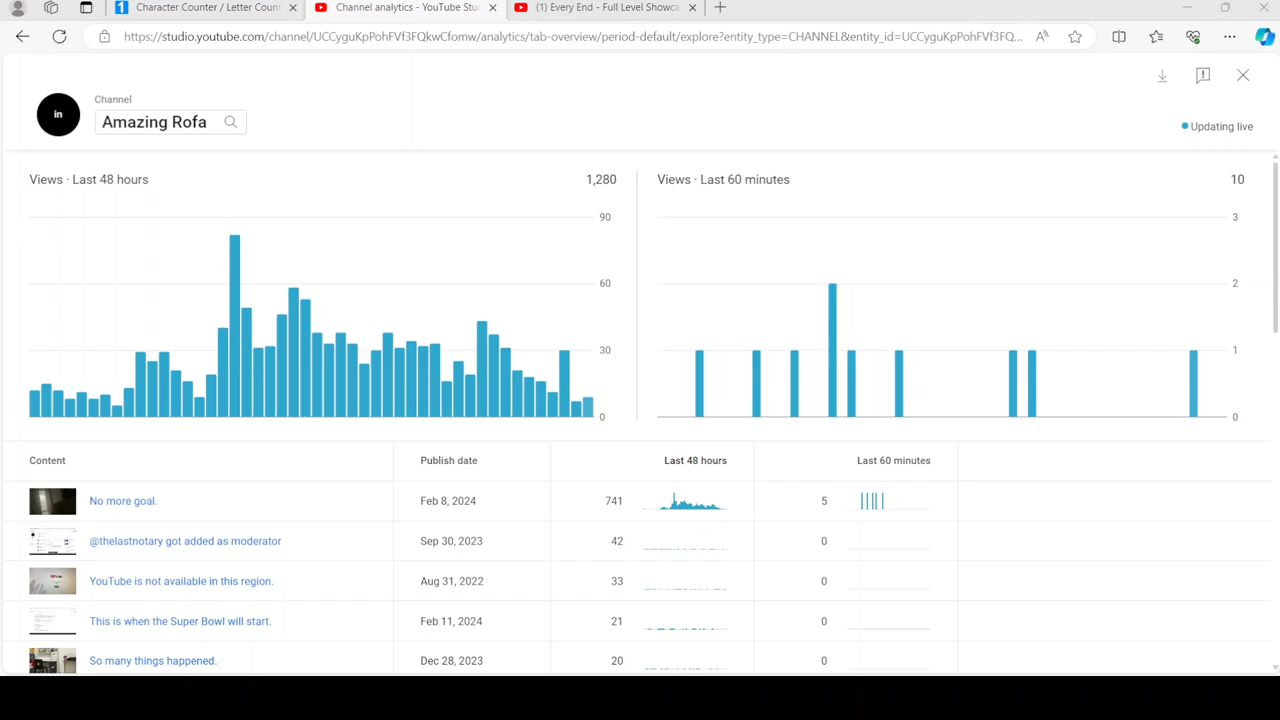 Character Counter / Letter Count
Channel analytics - YouTube Stu
(1) Every End - Full Level Showcas
https://studio.youtube.com/channel/UCCyguKpPohFVf3FQkwCfomw/analytics/tab-overview/period-default/explore?entity_type=CHANNEL&entity_id=UCCyguKpPohFVf3FQ...
in
Channel
Amazing Rofa
Updating live
Views · Last 48 hours 1,280
Views · Last 60 minutes 10
90
60
30
0
3
2
1
0
Content Publish date Last 48 hours Last 60 minutes
No more goal. Feb 8, 2024 741 5
@thelastnotary got added as moderator Sep 30, 2023 42 0
YouTube is not available in this region. Aug 31, 2022 33 0
This is when the Super Bowl will start. Feb 11, 2024 21 0
So many things happened. Dec 28, 2023 20 0